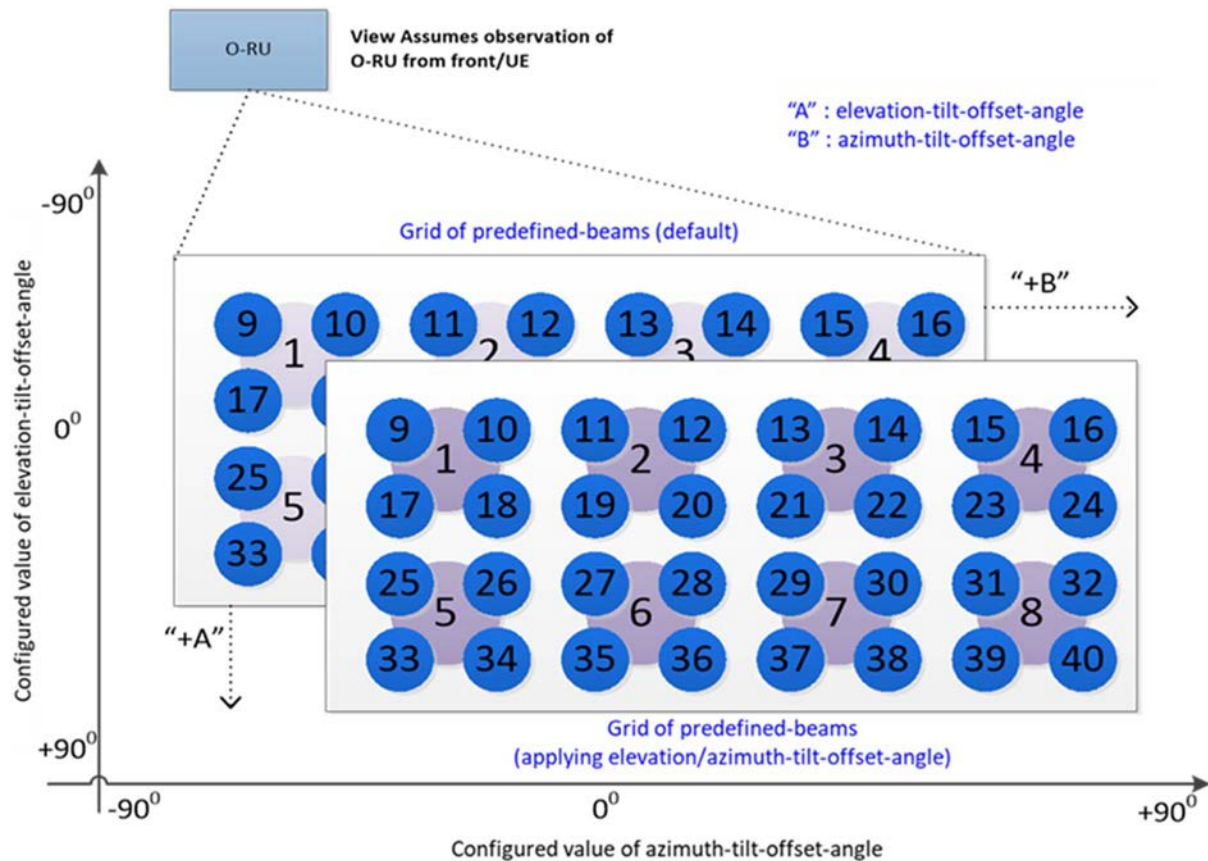 O-RU
View Assumes observation of
O-RU from front/UE
“A” : elevation-tilt-offset-angle
“B” : azimuth-tilt-offset-angle
-90⁰
Grid of predefined-beams (default)
“+B”
9 10 11 12 13 14 15 16
1 2 3 4
17
25
5
33
0⁰
9 10 11 12 13 14 15 16
1 2 3 4
17 18 19 20 21 22 23 24
25 26 27 28 29 30 31 32
5 6 7 8
33 34 35 36 37 38 39 40
“+A”
Grid of predefined-beams
(applying elevation/azimuth-tilt-offset-angle)
+90⁰
Configured value of elevation-tilt-offset-angle
-90⁰ 0⁰ +90⁰
Configured value of azimuth-tilt-offset-angle